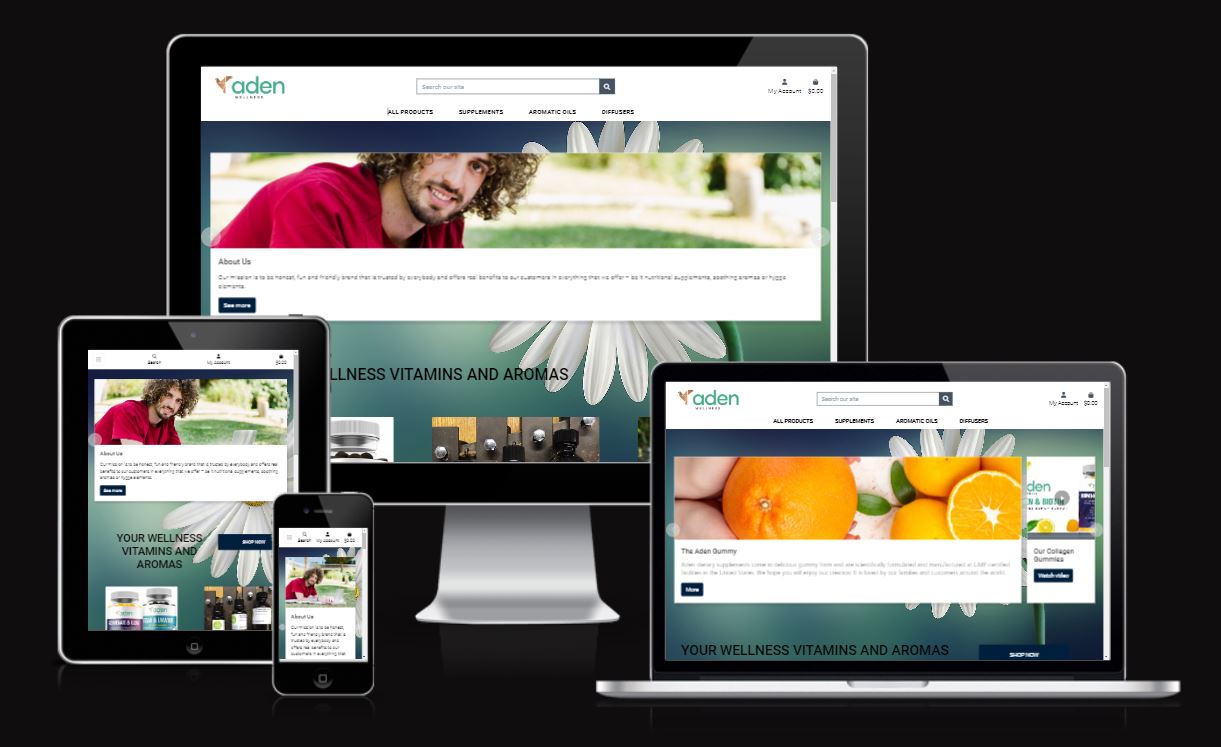 aden
WELLNESS
Search our site
My Account
$0.00
ALL PRODUCTS SUPPLEMENTS AROMATIC OILS DIFFUSERS
About Us
Our mission is to be honest, fun and friendly brand that is trusted by everybody and offers real benefits to our customers in everything that we offer – be it nutritional supplements, soothing aromas or hygge
elements.
See more
LLNESS VITAMINS AND AROMAS
Search
My Account
$0.00
About Us
Our mission is to be honest, fun and friendly brand that is trusted by everybody and offers real
benefits to our customers in everything that we offer – be it nutritional supplements, soothing
aromas or hygge elements.
See more
YOUR WELLNESS
VITAMINS AND
AROMAS
SHOP NOW
aden
aden
Search
My Account
$0.00
About Us
Our mission is to be honest,
fun and friendly brand that is
trusted by everybody and
offers real benefits to our
customers in everything that
aden
WELLNESS
Search our site
My Account
$0.00
ALL PRODUCTS SUPPLEMENTS AROMATIC OILS DIFFUSERS
The Aden Gummy
Aden dietary supplements come in delicious gummy form and are scientifically formulated and manufactured at GMP certified
facilities in the United States. We hope you will enjoy our creation. It is loved by our families and customers around the world.
More
den
Our Collagen
Gummies
Watch video
YOUR WELLNESS VITAMINS AND AROMAS
SHOP NOW